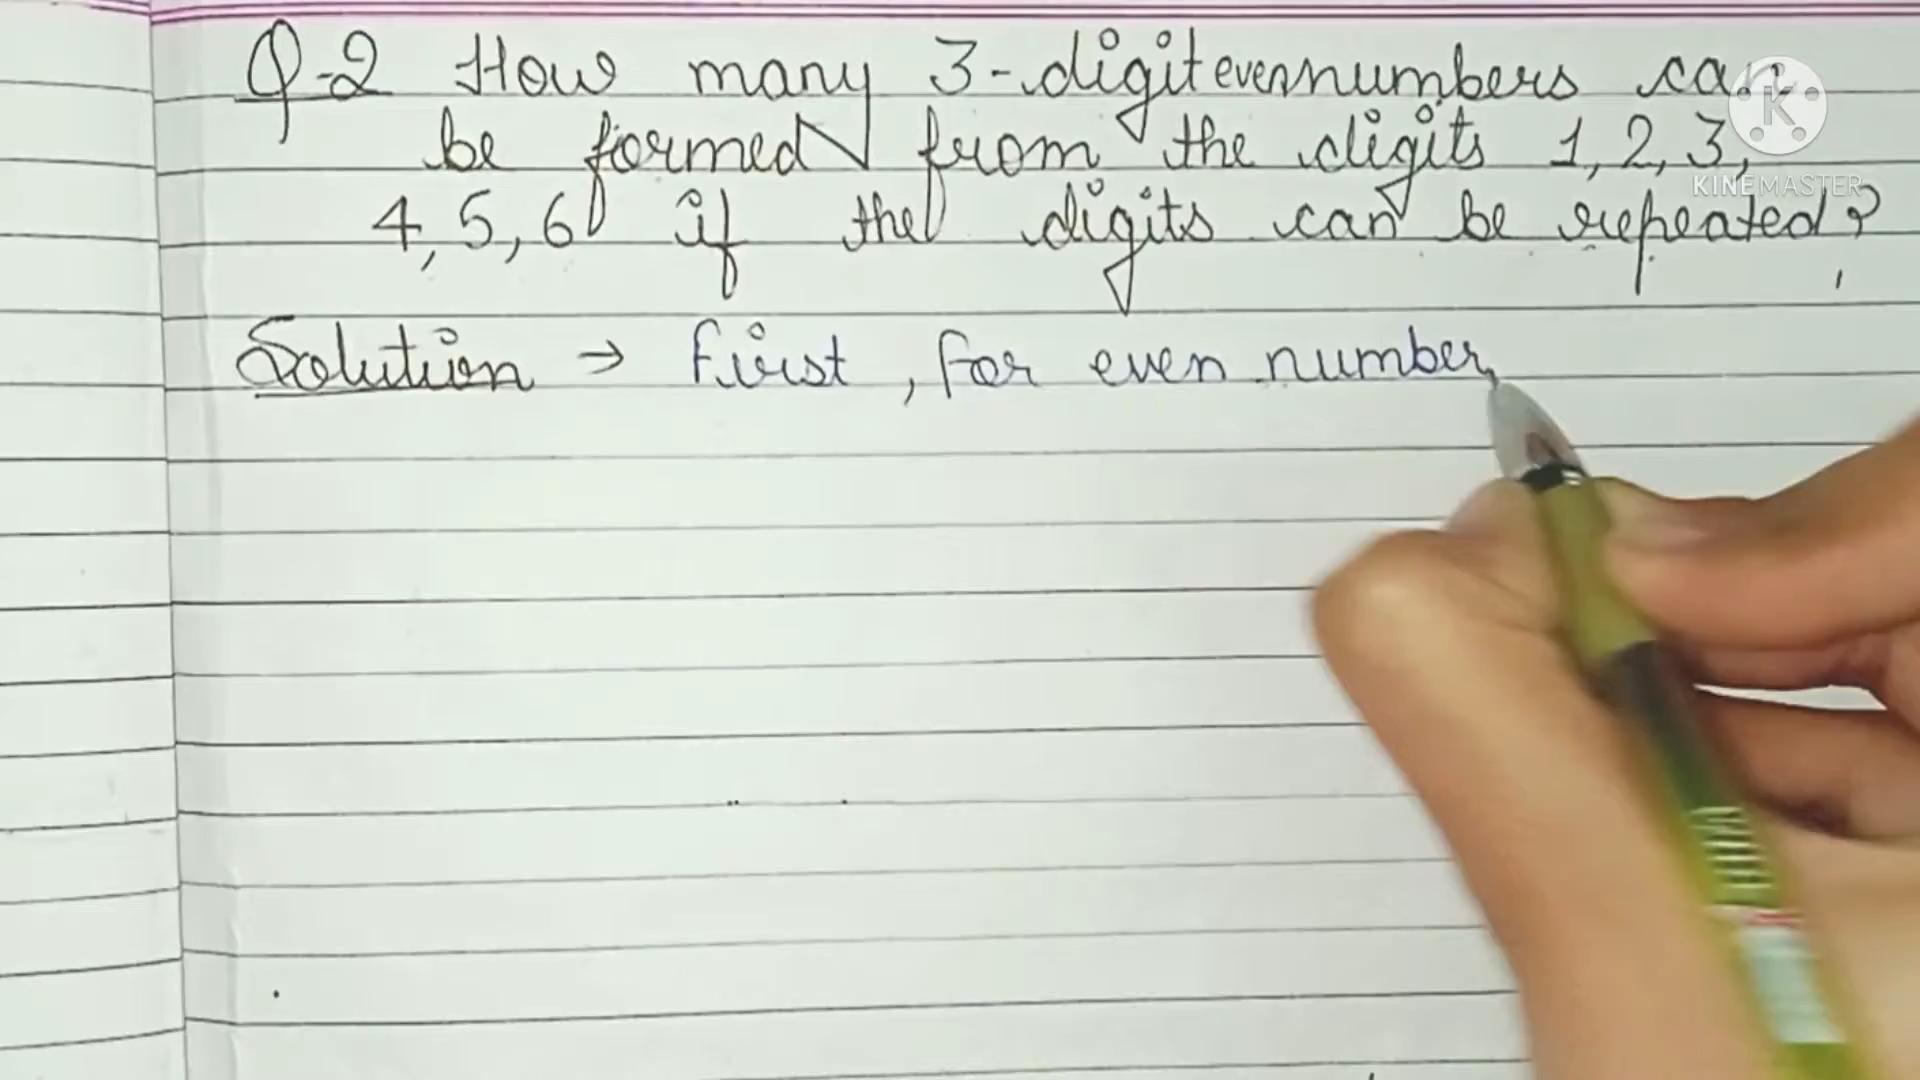 Q-2 How many 3-digit even numbers can
be formed from the digits 1, 2, 3,
4, 5, 6 if the digits can be repeated?
Solution → First, For even number,
KINEMASTER